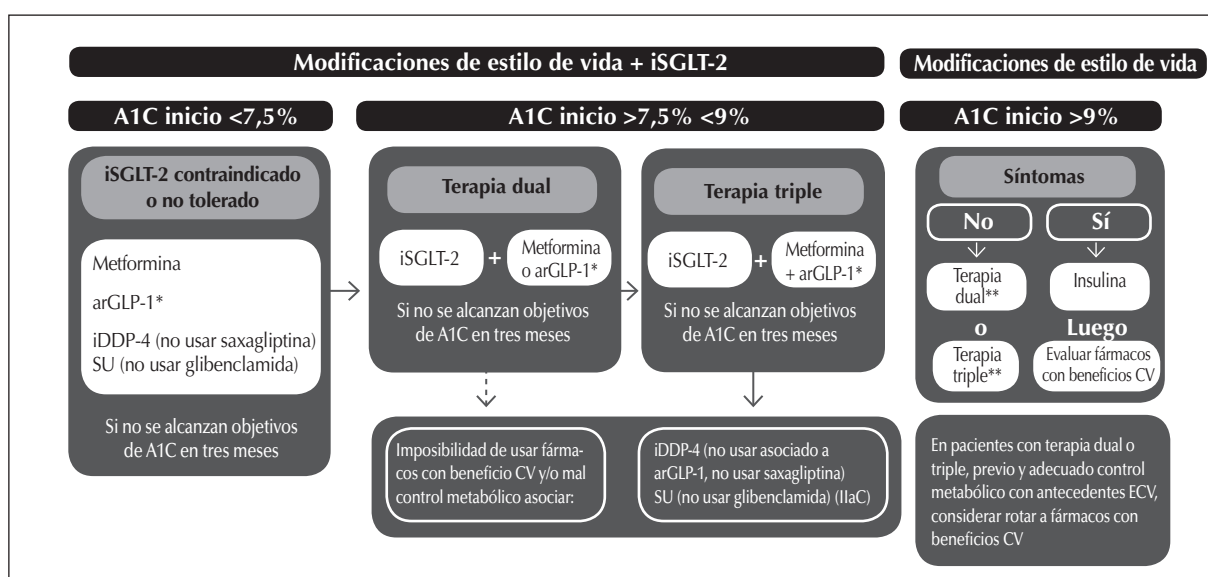 Modificaciones de estilo de vida + iSGLT-2
A1C inicio <7,5%
iSGLT-2 contraindicado
o no tolerado
Metformina
arGLP-1*
iDDP-4 (no usar saxagliptina)
SU (no usar glibenclamida)
Si no se alcanzan objetivos
de A1C en tres meses
A1C inicio >7,5% <9%
Terapia dual
iSGLT-2
+
Metformina
o arGLP-1*
Si no se alcanzan objetivos
de A1C en tres meses
Terapia triple
iSGLT-2
+
Metformina
+ arGLP-1*
Si no se alcanzan objetivos
de A1C en tres meses
Imposibilidad de usar fárma-
cos con beneficio CV y/o mal
control metabólico asociar:
iDDP-4 (no usar asociado a
arGLP-1, no usar saxagliptina)
SU (no usar glibenclamida) (IIaC)
Modificaciones de estilo de vida
A1C inicio >9%
Síntomas
No
Terapia
dual**
o
Terapia
triple**
Sí
Insulina
Luego
Evaluar fármacos
con beneficios CV
En pacientes con terapia dual o
triple, previo y adecuado control
metabólico con antecedentes ECV,
considerar rotar a fármacos con
beneficios CV